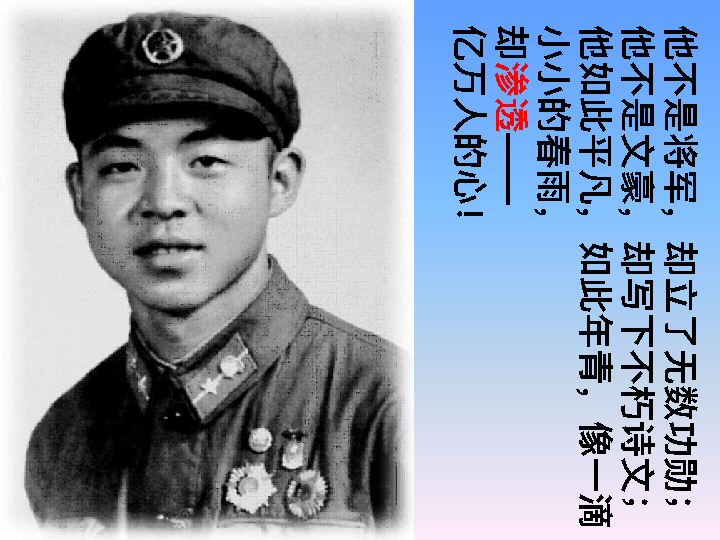 他不是将军，却立了无数功勋；
他不是文豪，却写下不朽诗文；
他如此平凡，如此年青，像一滴
小小的春雨，
却渗透——
亿万人的心！